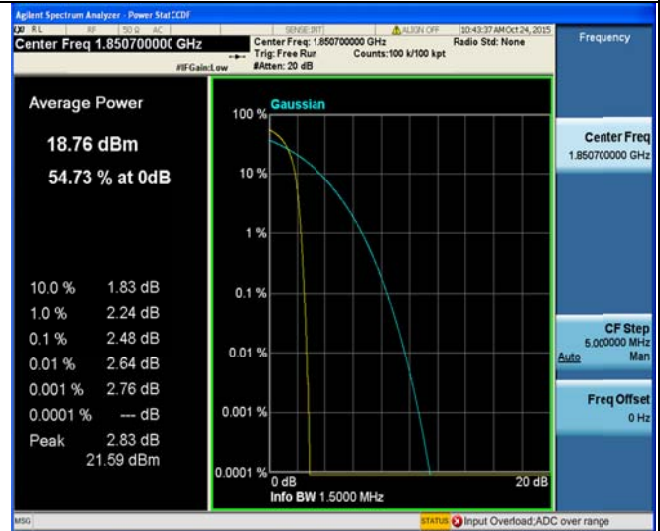 Agilent Spectrum Analyzer - Power Stat CCDF
RL RF 50 Ω AC SENSE:INT ALIGN OFF 10:43:37 AM Oct 24, 2015
Center Freq 1.850700000 GHz
Center Freq: 1.850700000 GHz Radio Std: None
Trig: Free Run Counts:100 k/100 kpt
#IFGain:Low #Atten: 20 dB
Frequency
Average Power
18.76 dBm
54.73 % at 0dB
10.0 % 1.83 dB
1.0 % 2.24 dB
0.1 % 2.48 dB
0.01 % 2.64 dB
0.001 % 2.76 dB
0.0001 % --- dB
Peak 2.83 dB
21.59 dBm
Gaussian
100 %
10 %
1 %
0.1 %
0.01 %
0.001 %
0.0001 %
0 dB 20 dB
Info BW 1.5000 MHz
Center Freq
1.850700000 GHz
CF Step
5.000000 MHz
Auto Man
Freq Offset
0 Hz
MSG STATUS Input Overload;ADC over range